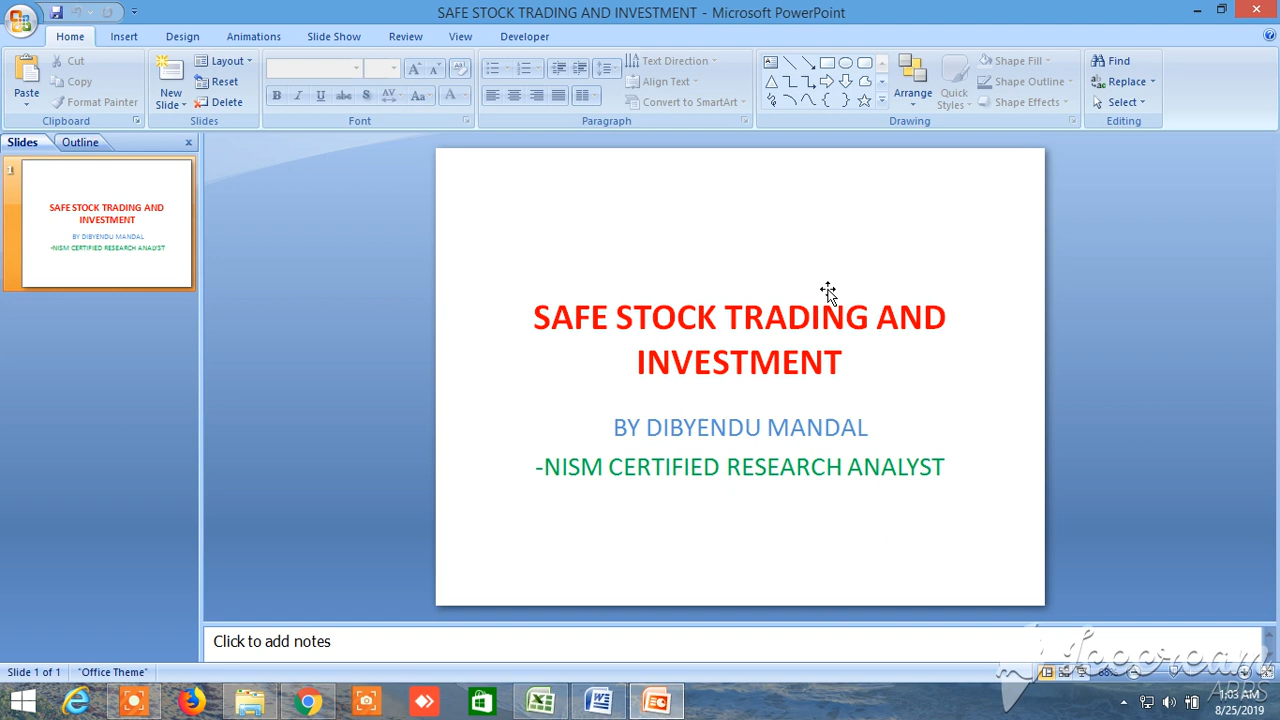 SAFE STOCK TRADING AND INVESTMENT - Microsoft PowerPoint
Home Insert Design Animations Slide Show Review View Developer
Paste Cut Copy Format Painter
Clipboard
New Slide Layout Reset Delete
Slides
B I U abc S AV Aa A
Font
Text Direction
Align Text
Convert to SmartArt
Paragraph
Arrange Quick Styles
Shape Fill
Shape Outline
Shape Effects
Drawing
Find
Replace
Select
Editing
Slides Outline
1
SAFE STOCK TRADING AND
INVESTMENT
BY DIBYENDU MANDAL
-NISM CERTIFIED RESEARCH ANALYST
SAFE STOCK TRADING AND
INVESTMENT
BY DIBYENDU MANDAL
-NISM CERTIFIED RESEARCH ANALYST
Click to add notes
Slide 1 of 1 "Office Theme"
1:03 AM
8/25/2019